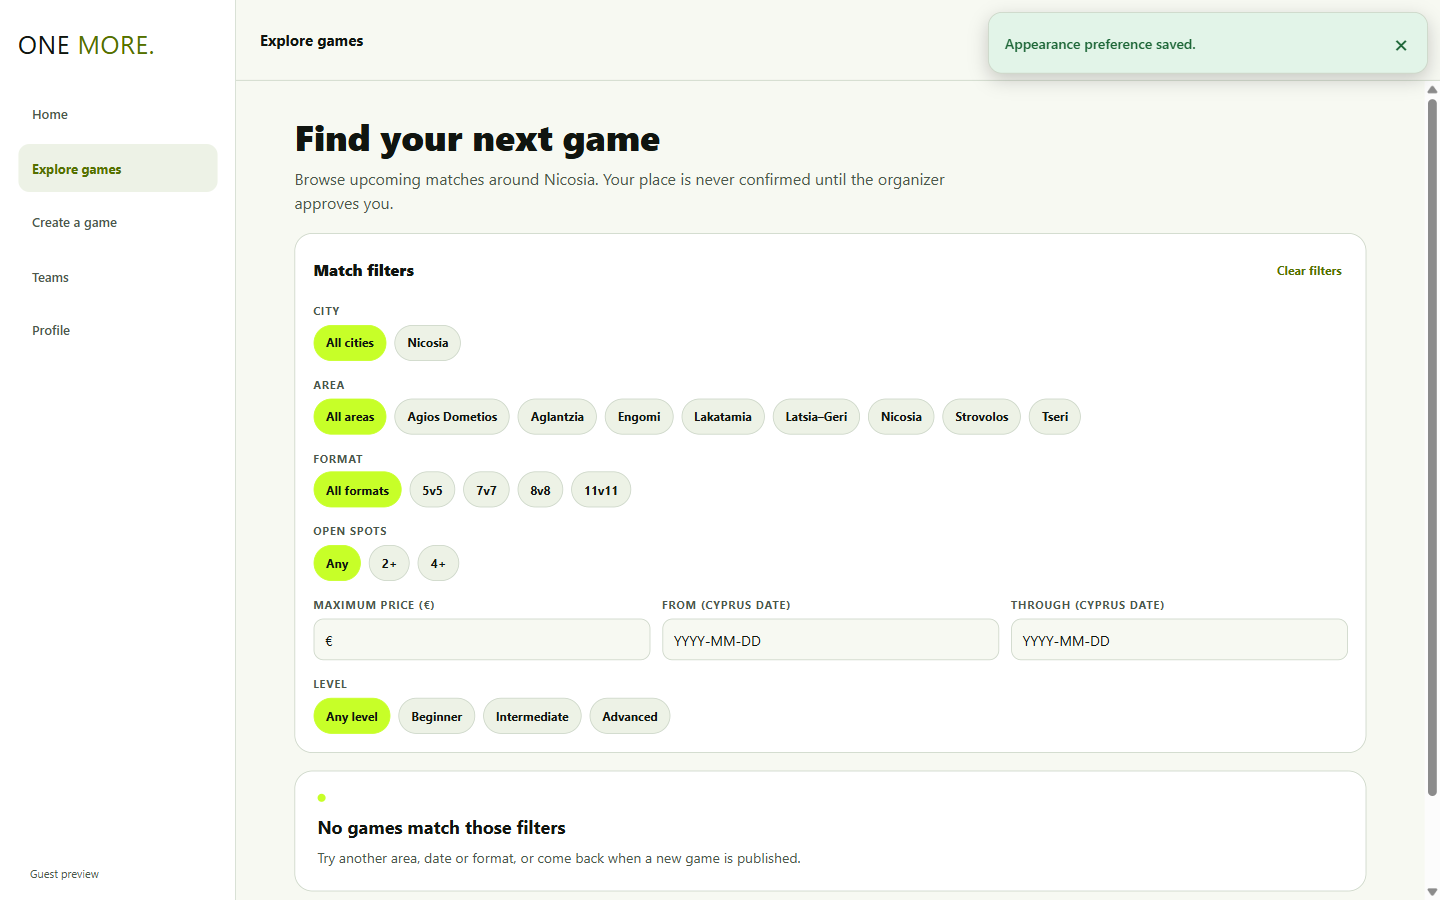 ONE MORE.
Home
Explore games
Create a game
Teams
Profile
Guest preview
Explore games
Appearance preference saved.
Find your next game
Browse upcoming matches around Nicosia. Your place is never confirmed until the organizer
approves you.
Match filters
Clear filters
CITY
All cities Nicosia
AREA
All areas Agios Dometios Aglantzia Engomi Lakatamia Latsia–Geri Nicosia Strovolos Tseri
FORMAT
All formats 5v5 7v7 8v8 11v11
OPEN SPOTS
Any 2+ 4+
MAXIMUM PRICE (€) FROM (CYPRUS DATE) THROUGH (CYPRUS DATE)
€ YYYY-MM-DD YYYY-MM-DD
LEVEL
Any level Beginner Intermediate Advanced
No games match those filters
Try another area, date or format, or come back when a new game is published.